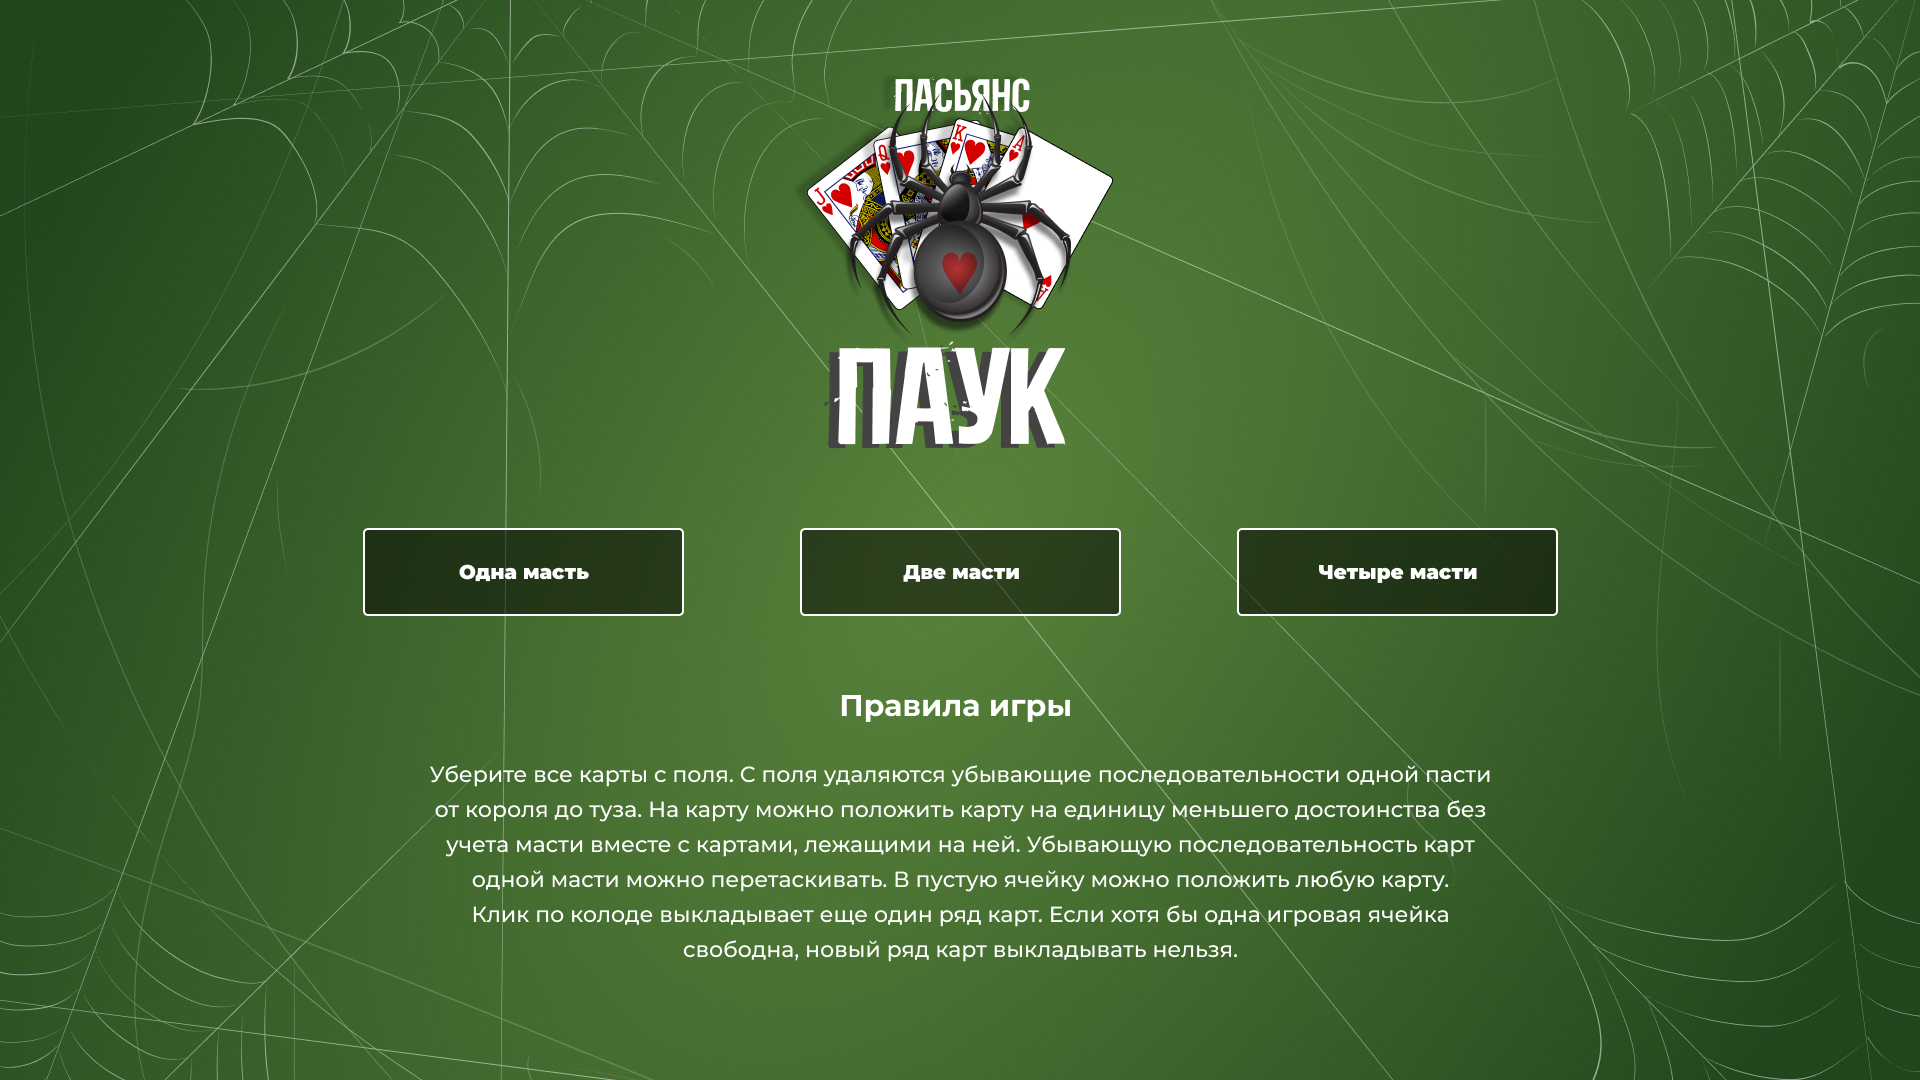 ПАСЬЯНС
J
Q
K
A
A
ПАУК
Одна масть
Две масти
Четыре масти
Правила игры
Уберите все карты с поля. С поля удаляются убывающие последовательности одной пасти
от короля до туза. На карту можно положить карту на единицу меньшего достоинства без
учета масти вместе с картами, лежащими на ней. Убывающую последовательность карт
одной масти можно перетаскивать. В пустую ячейку можно положить любую карту.
Клик по колоде выкладывает еще один ряд карт. Если хотя бы одна игровая ячейка
свободна, новый ряд карт выкладывать нельзя.